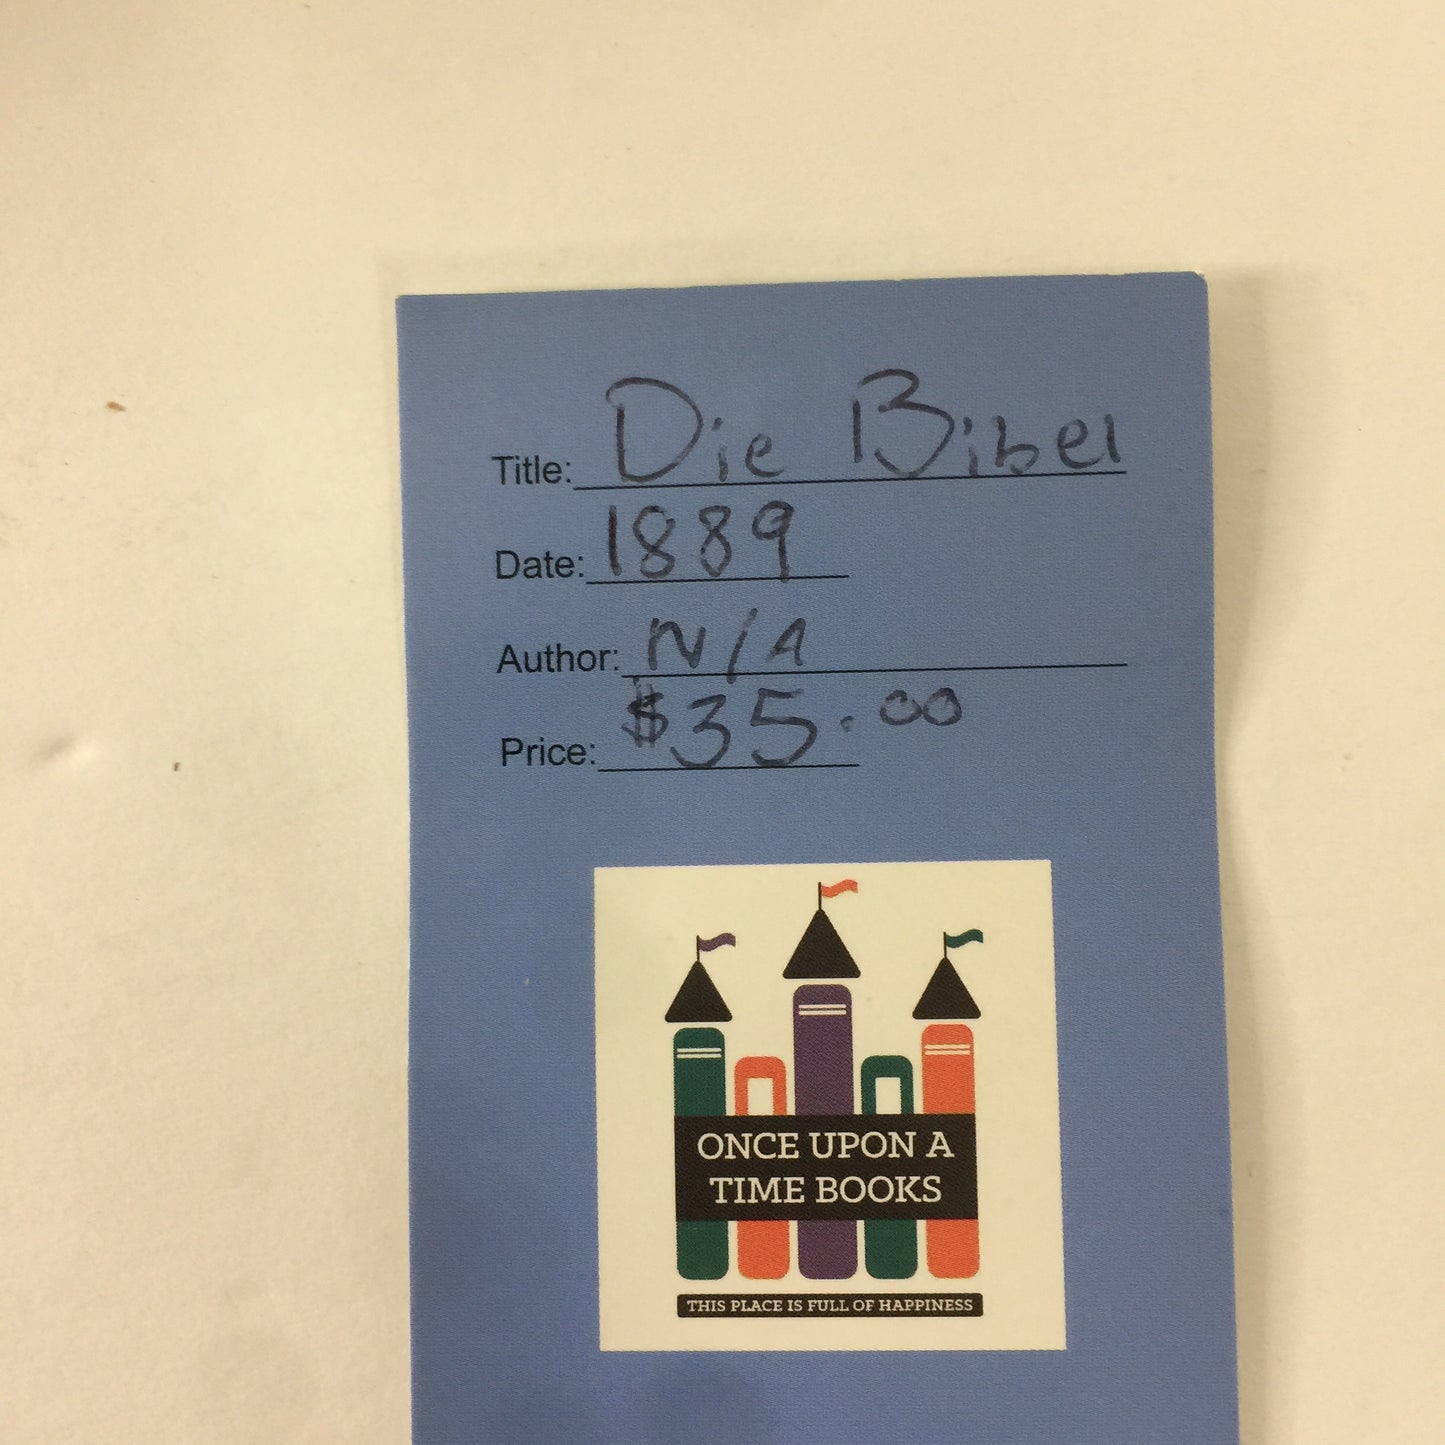 Title: Die Bibel
Date: 1889
Author: N/A
Price: $35.00
ONCE UPON A
TIME BOOKS
THIS PLACE IS FULL OF HAPPINESS